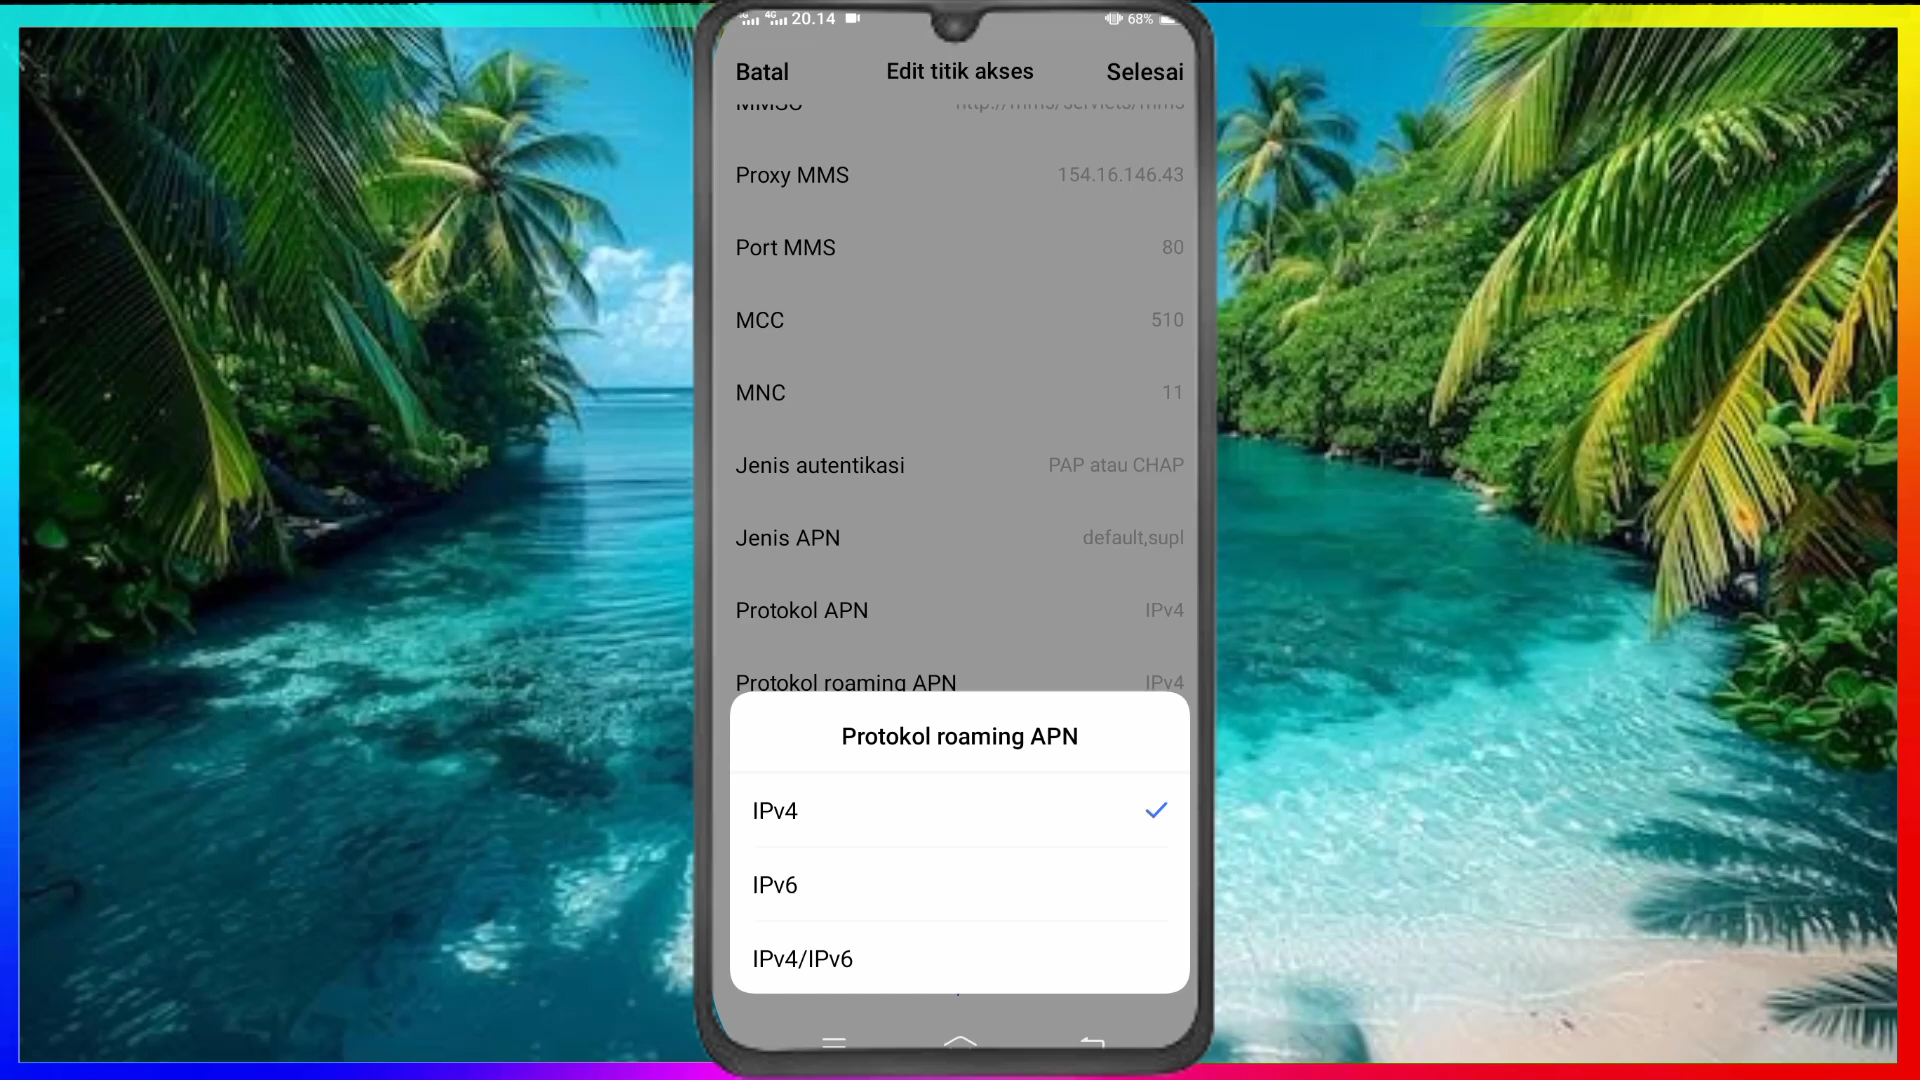 4G 20.14 68%
Batal Edit titik akses Selesai
MMSC http://mms/servlets/mms
Proxy MMS 154.16.146.43
Port MMS 80
MCC 510
MNC 11
Jenis autentikasi PAP atau CHAP
Jenis APN default,supl
Protokol APN IPv4
Protokol roaming APN IPv4
Protokol roaming APN
IPv4
IPv6
IPv4/IPv6